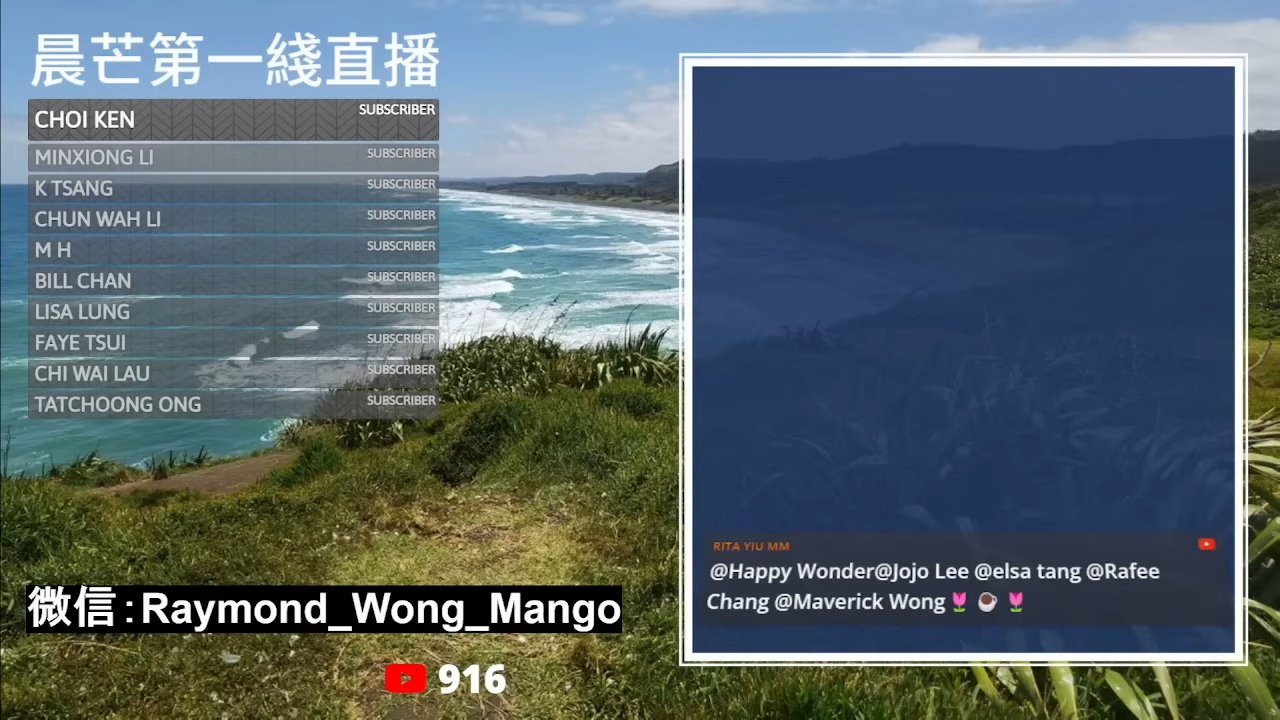 晨芒第一綫直播
CHOI KEN SUBSCRIBER
MINXIONG LI SUBSCRIBER
K TSANG SUBSCRIBER
CHUN WAH LI SUBSCRIBER
M H SUBSCRIBER
BILL CHAN SUBSCRIBER
LISA LUNG SUBSCRIBER
FAYE TSUI SUBSCRIBER
CHI WAI LAU SUBSCRIBER
TATCHOONG ONG SUBSCRIBER
RITA YIU MM
@Happy Wonder@Jojo Lee @elsa tang @Rafee
Chang @Maverick Wong🌷 ☕ 🌷
微信:Raymond_Wong_Mango
916